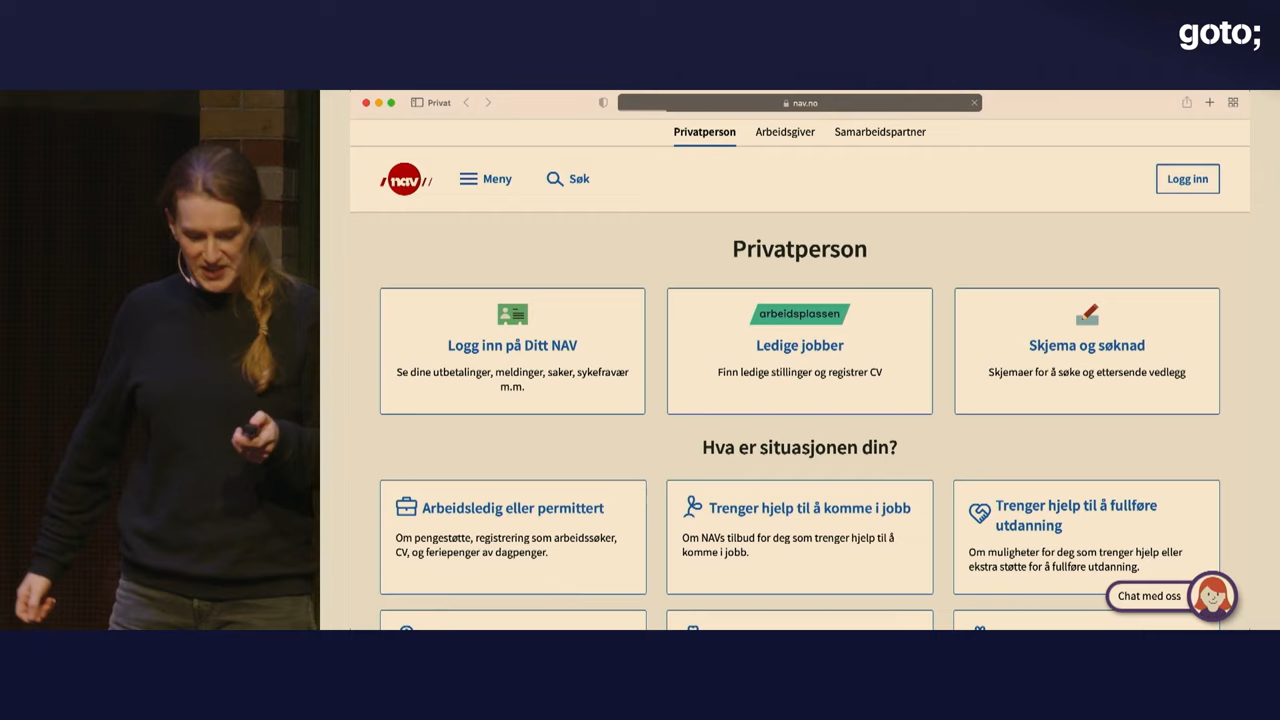 goto;
Privat
nav.no
Privatperson
Arbeidsgiver
Samarbeidspartner
nav
Meny
Søk
Logg inn
Privatperson
Logg inn på Ditt NAV
Se dine utbetalinger, meldinger, saker, sykefravær
m.m.
arbeidsplassen
Ledige jobber
Finn ledige stillinger og registrer CV
Skjema og søknad
Skjemaer for å søke og ettersende vedlegg
Hva er situasjonen din?
Arbeidsledig eller permittert
Om pengestøtte, registrering som arbeidssøker,
CV, og feriepenger av dagpenger.
Trenger hjelp til å komme i jobb
Om NAVs tilbud for deg som trenger hjelp til å
komme i jobb.
Trenger hjelp til å fullføre
utdanning
Om muligheter for deg som trenger hjelp eller
ekstra støtte for å fullføre utdanning.
Chat med oss